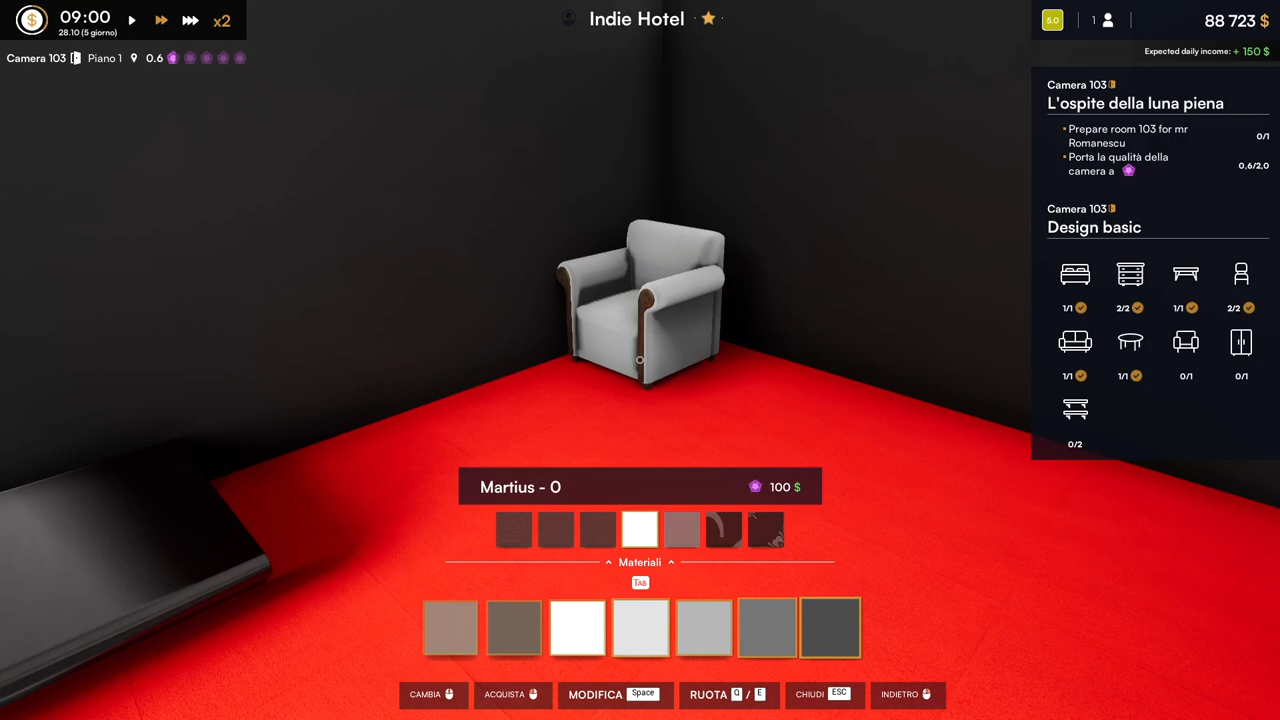 09:00
28.10 (5 giorno)
x2
Indie Hotel
5.0
1
88 723 $
Expected daily income: + 150 $
Camera 103 Piano 1 0.6
Camera 103
L'ospite della luna piena
Prepare room 103 for mr Romanescu 0/1
Porta la qualità della camera a 0,6/2,0
Camera 103
Design basic
1/1 2/2 1/1 2/2
1/1 1/1 0/1 0/1
0/2
Martius - 0 100 $
Materiali
TAB
CAMBIA ACQUISTA MODIFICA Space RUOTA Q / E CHIUDI ESC INDIETRO